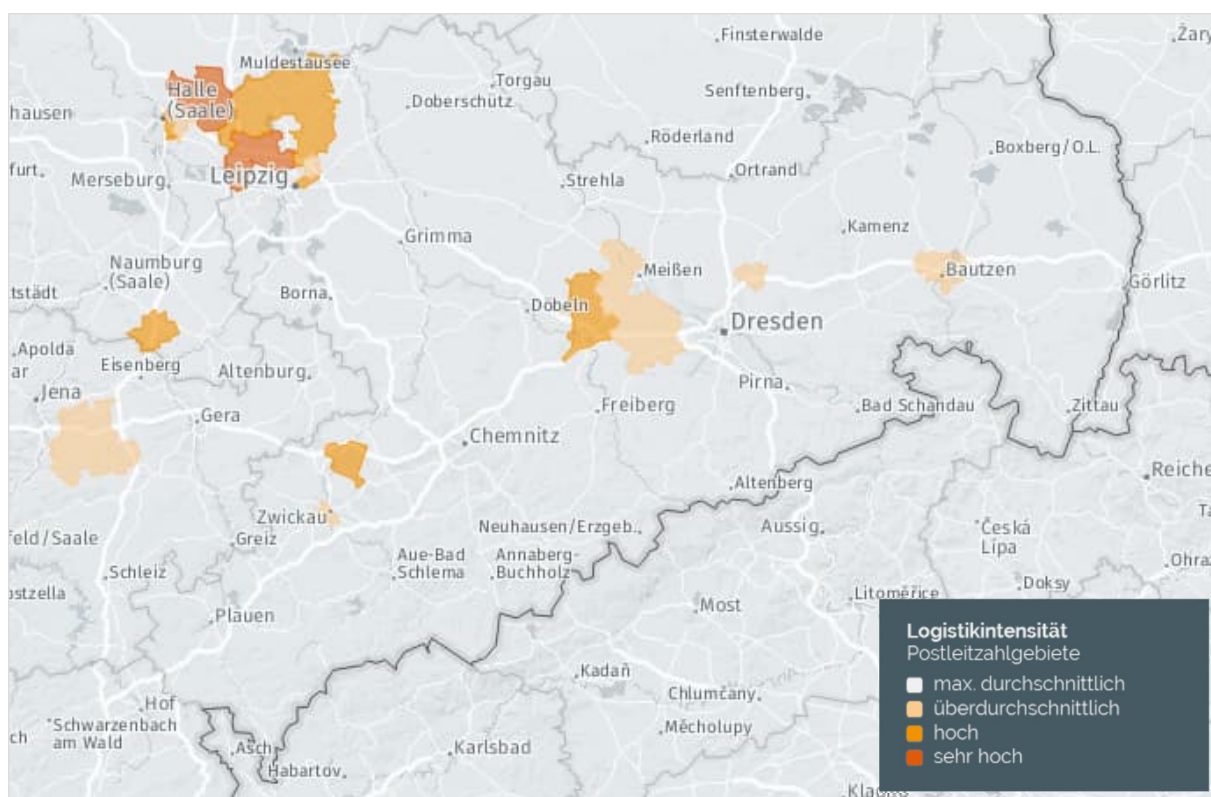 Finsterwalde
Żary
Muldestausee
Torgau
Halle
(Saale)
Doberschütz
Senftenberg
hausen
Röderland
Boxberg/O.L.
furt
Merseburg
Leipzig
Strehla
Ortrand
Kamenz
Grimma
Naumburg
(Saale)
Meißen
Bautzen
ttstädt
Borna
Döbeln
Görlitz
Dresden
Apolda
ar
Eisenberg
Altenburg
Jena
Pirna
Gera
Freiberg
Bad Schandau
Zittau
Chemnitz
Reiche
Altenberg
Zwickau
Neuhausen/Erzgeb.
Aussig
Česká
Lípa
Ta
feld/Saale
Greiz
Aue-Bad
Schlema
Annaberg-
Buchholz
Ohra
Schleiz
Doksy
ostzella
Litoměřice
Plauen
Most
Logistikintensität
Postleitzahlgebiete
max. durchschnittlich
überdurchschnittlich
hoch
sehr hoch
Kadaň
Chlumčany
Hof
Schwarzenbach
am Wald
Měcholupy
ch
Asch
Karlsbad
Habartov